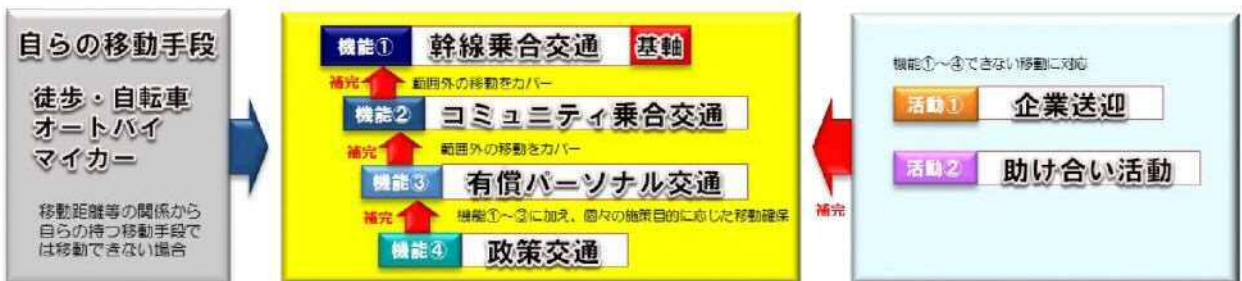 自らの移動手段
徒歩・自転車
オートバイ
マイカー
移動距離等の関係から
自らの持つ移動手段で
は移動できない場合
機能① 幹線乗合交通 基軸
補完 範囲外の移動をカバー
機能② コミュニティ乗合交通
補完 範囲外の移動をカバー
機能③ 有償パーソナル交通
補完 機能①～③に加え、個々の施策目的に応じた移動確保
機能④ 政策交通
補完
機能①～④できない移動に対応
活動① 企業送迎
活動② 助け合い活動